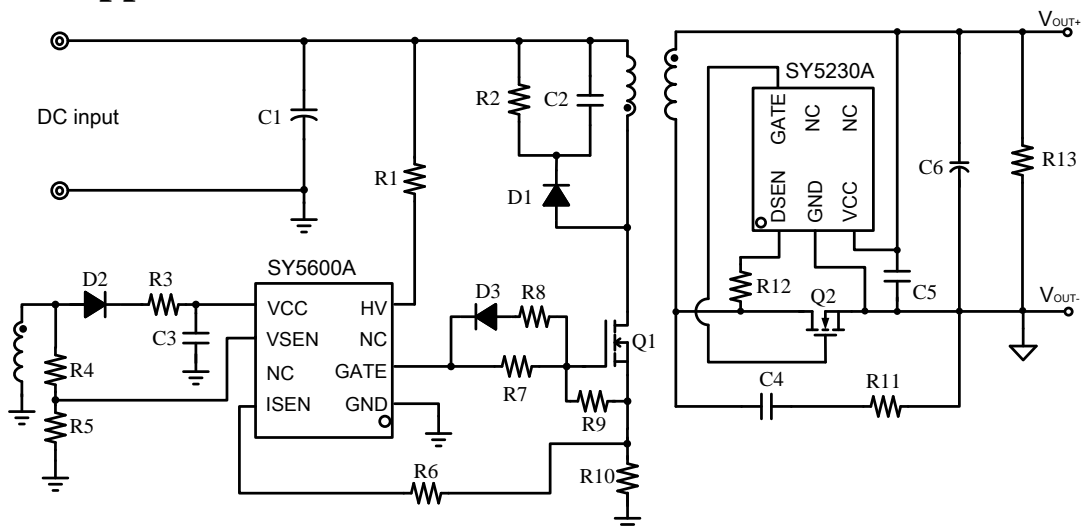 VOUT+
SY5230A
GATE
NC
NC
DSEN
GND
VCC
DC input
C1
R2
C2
R1
D1
C6
R13
R12
Q2
C5
VOUT-
SY5600A
D2
R3
C3
R4
R5
VCC
HV
VSEN
NC
NC
GATE
ISEN
GND
D3
R8
R7
R9
Q1
C4
R11
R6
R10